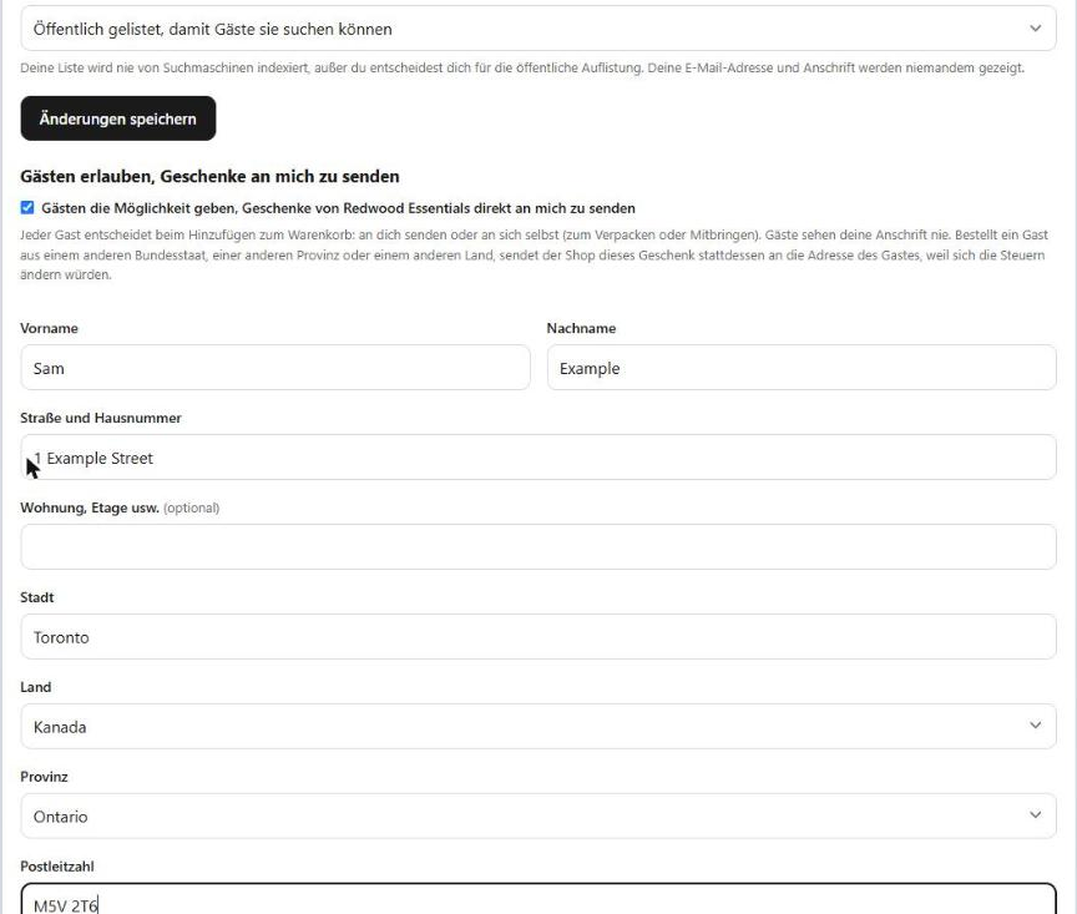 Öffentlich gelistet, damit Gäste sie suchen können
Deine Liste wird nie von Suchmaschinen indexiert, außer du entscheidest dich für die öffentliche Auflistung. Deine E-Mail-Adresse und Anschrift werden niemandem gezeigt.
Änderungen speichern
Gästen erlauben, Geschenke an mich zu senden
Gästen die Möglichkeit geben, Geschenke von Redwood Essentials direkt an mich zu senden
Jeder Gast entscheidet beim Hinzufügen zum Warenkorb: an dich senden oder an sich selbst (zum Verpacken oder Mitbringen). Gäste sehen deine Anschrift nie. Bestellt ein Gast
aus einem anderen Bundesstaat, einer anderen Provinz oder einem anderen Land, sendet der Shop dieses Geschenk stattdessen an die Adresse des Gastes, weil sich die Steuern
ändern würden.
Vorname
Nachname
Sam
Example
Straße und Hausnummer
1 Example Street
Wohnung, Etage usw. (optional)
Stadt
Toronto
Land
Kanada
Provinz
Ontario
Postleitzahl
M5V 2T6